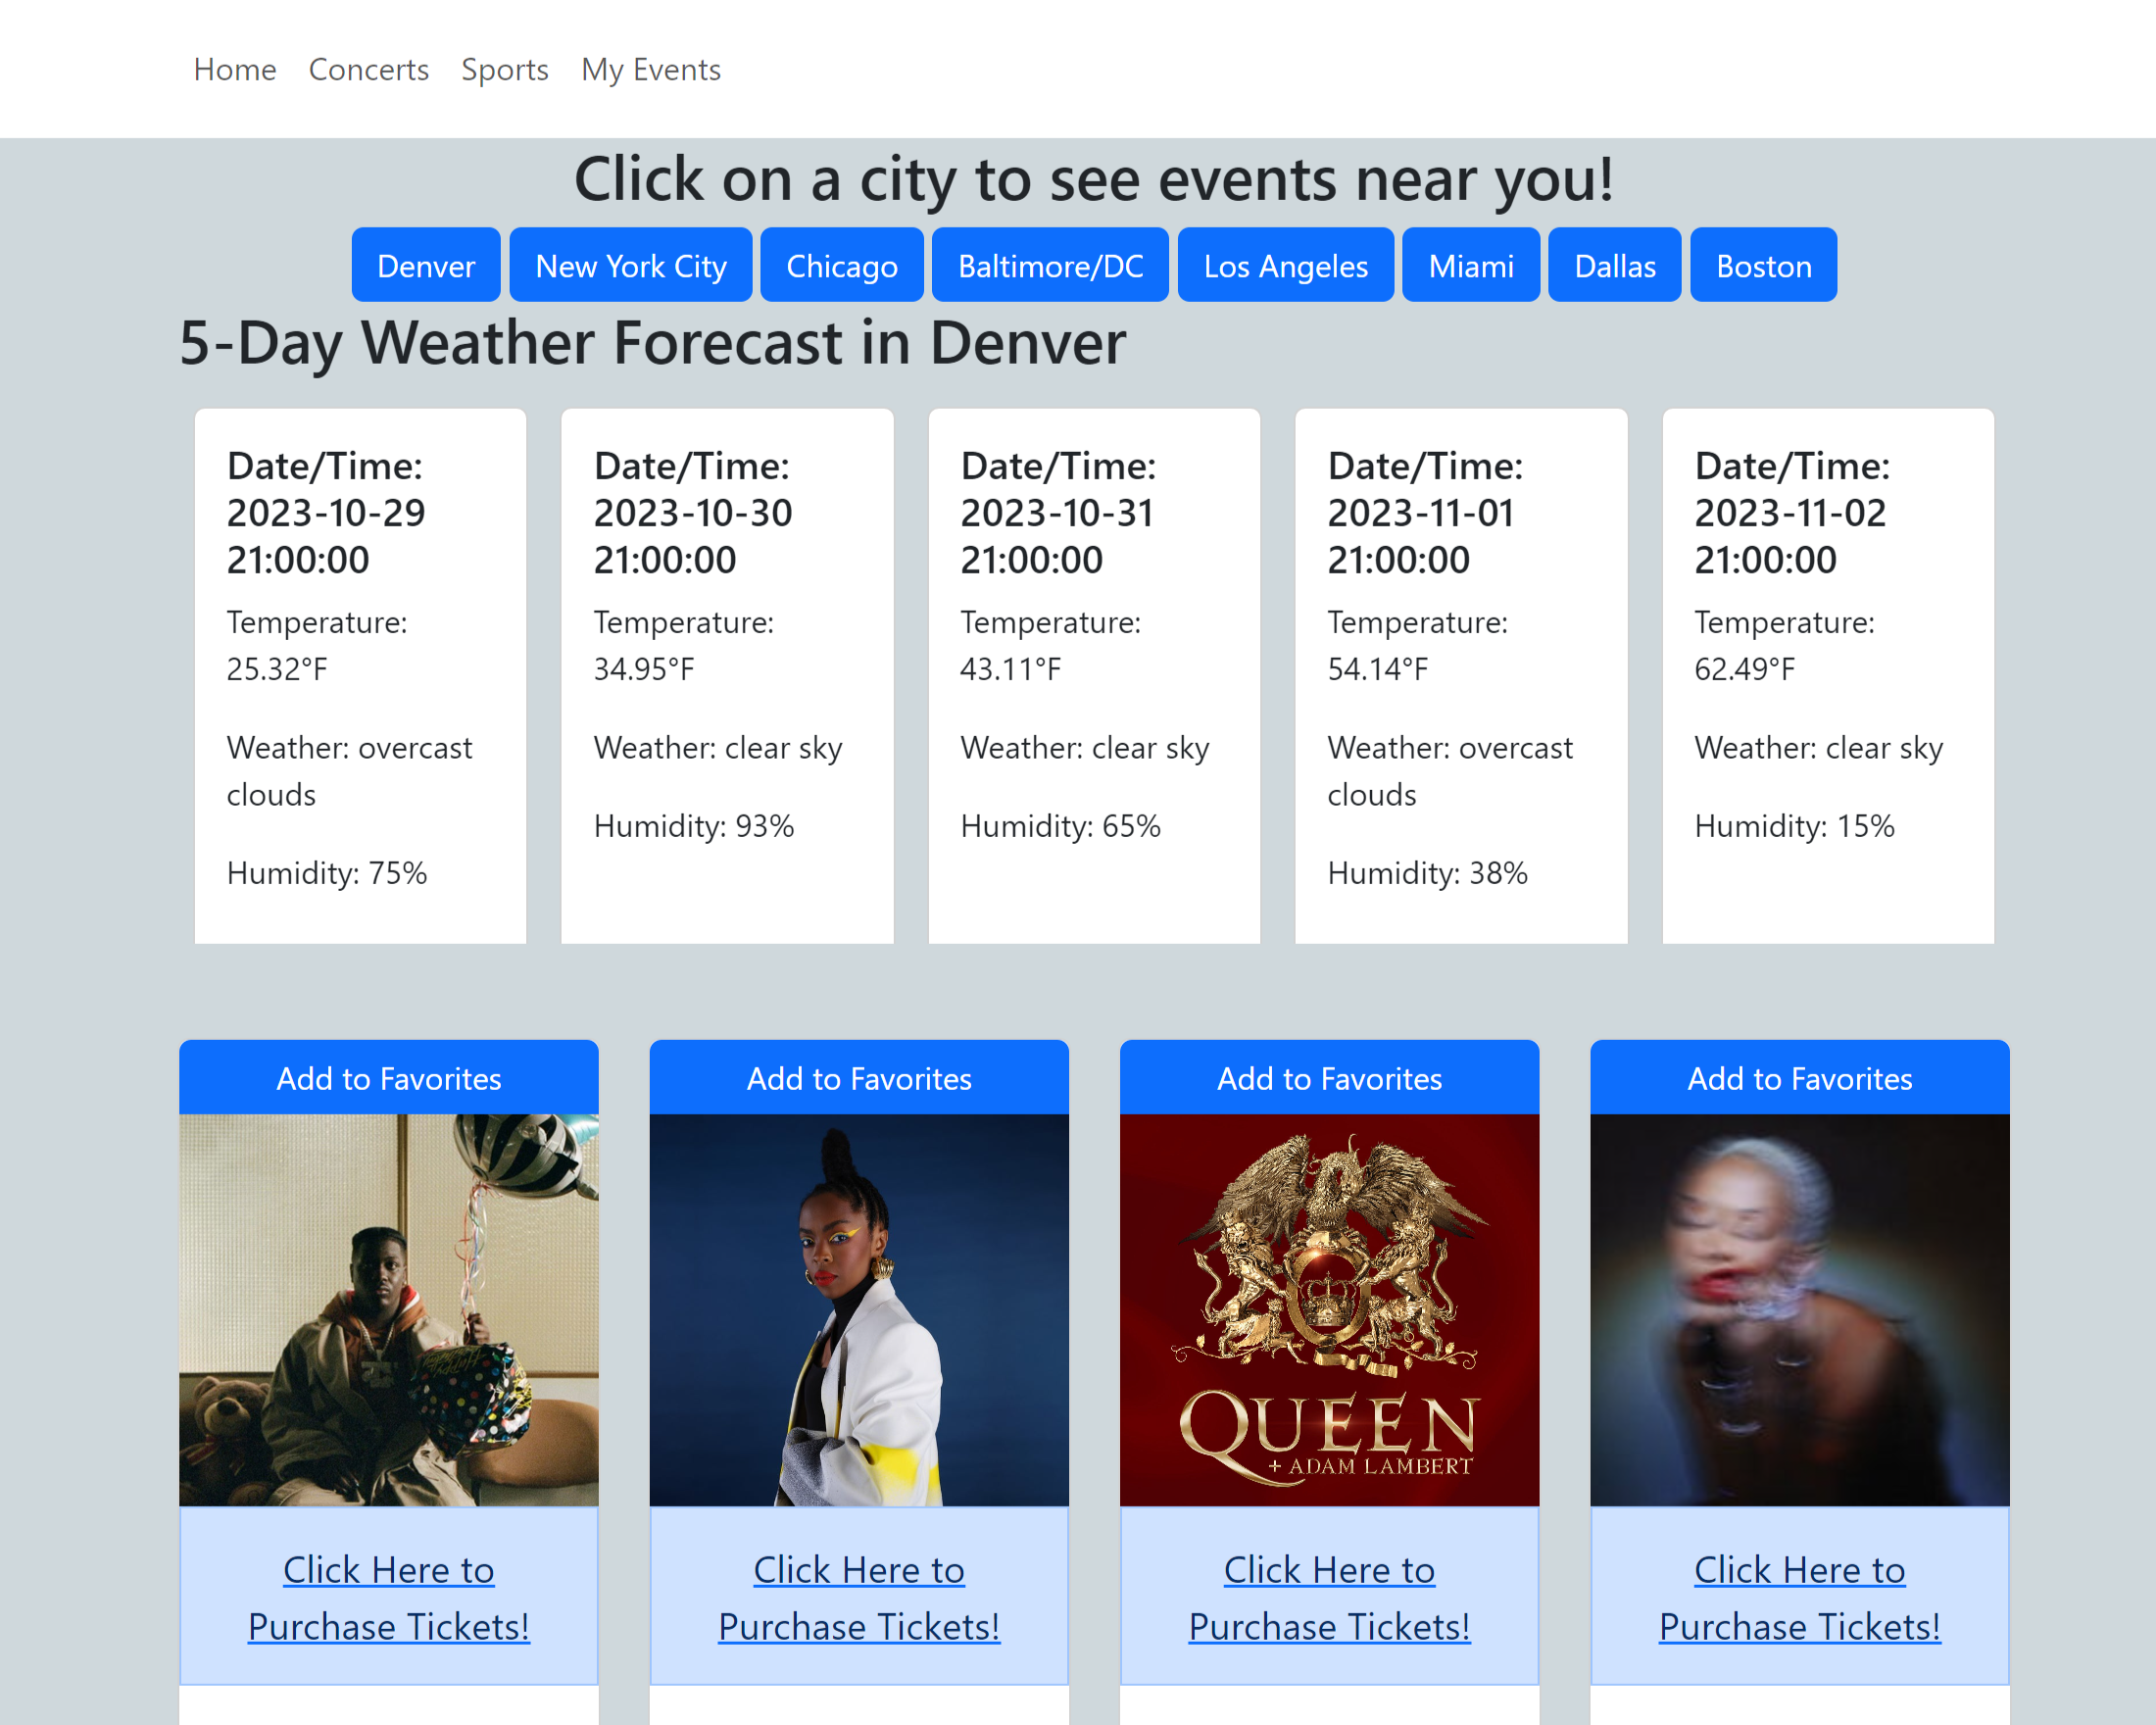 Home Concerts Sports My Events
Click on a city to see events near you!
Denver New York City Chicago Baltimore/DC Los Angeles Miami Dallas Boston
5-Day Weather Forecast in Denver
Date/Time:
2023-10-29
21:00:00
Temperature:
25.32°F
Weather: overcast
clouds
Humidity: 75%
Date/Time:
2023-10-30
21:00:00
Temperature:
34.95°F
Weather: clear sky
Humidity: 93%
Date/Time:
2023-10-31
21:00:00
Temperature:
43.11°F
Weather: clear sky
Humidity: 65%
Date/Time:
2023-11-01
21:00:00
Temperature:
54.14°F
Weather: overcast
clouds
Humidity: 38%
Date/Time:
2023-11-02
21:00:00
Temperature:
62.49°F
Weather: clear sky
Humidity: 15%
Add to Favorites
Click Here to
Purchase Tickets!
Add to Favorites
Click Here to
Purchase Tickets!
Add to Favorites
QUEEN
+ ADAM LAMBERT
Click Here to
Purchase Tickets!
Add to Favorites
Click Here to
Purchase Tickets!